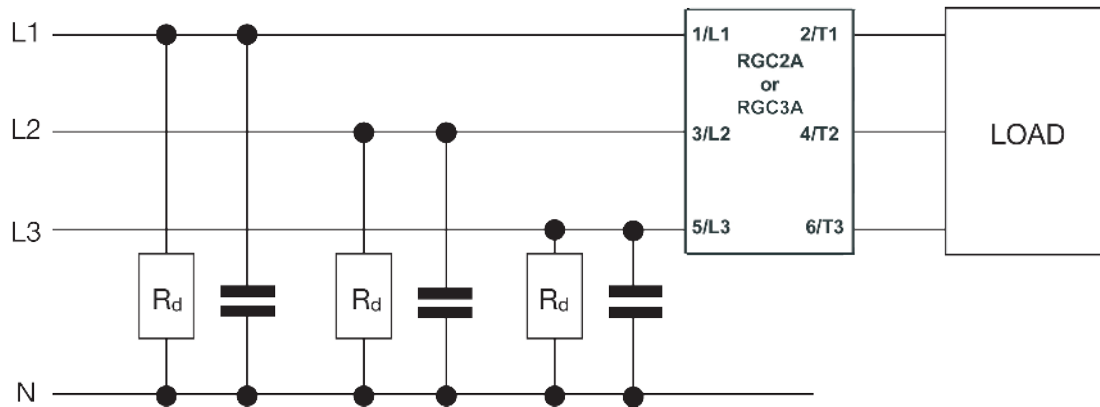 L1
1/L1 2/T1
RGC2A
or
RGC3A
L2
3/L2 4/T2
LOAD
L3
5/L3 6/T3
Rd Rd Rd
N